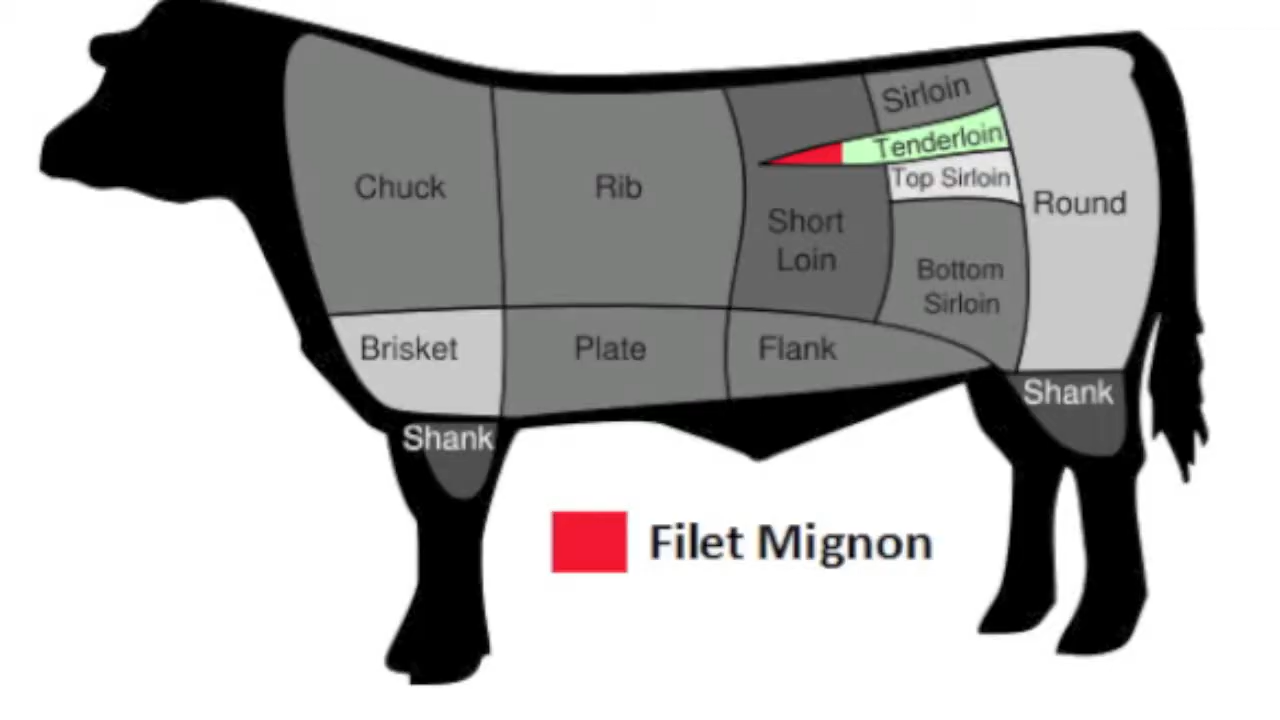 Sirloin
Tenderloin
Top Sirloin
Chuck
Rib
Round
Short
Loin
Bottom
Sirloin
Brisket
Plate
Flank
Shank
Shank
Filet Mignon